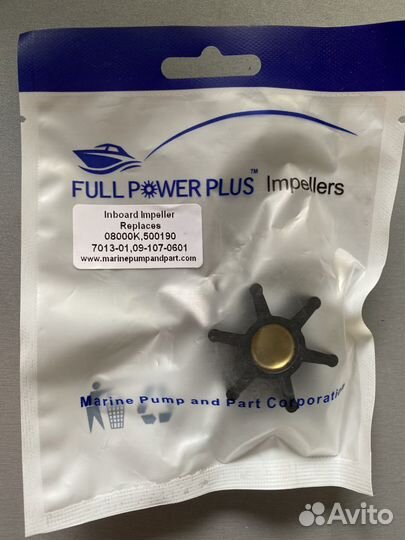 FULL POWER PLUS™ Impellers
Inboard Impeller
Replaces
08000K,500190
7013-01,09-107-0601
www.marinepumpandpart.com
Marine Pump and Part Corporation
Avito